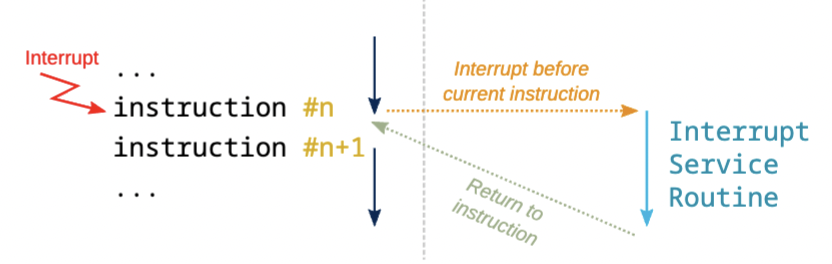 Interrupt
...
instruction #n
instruction #n+1
...
Interrupt before
current instruction
Return to
instruction
Interrupt
Service
Routine